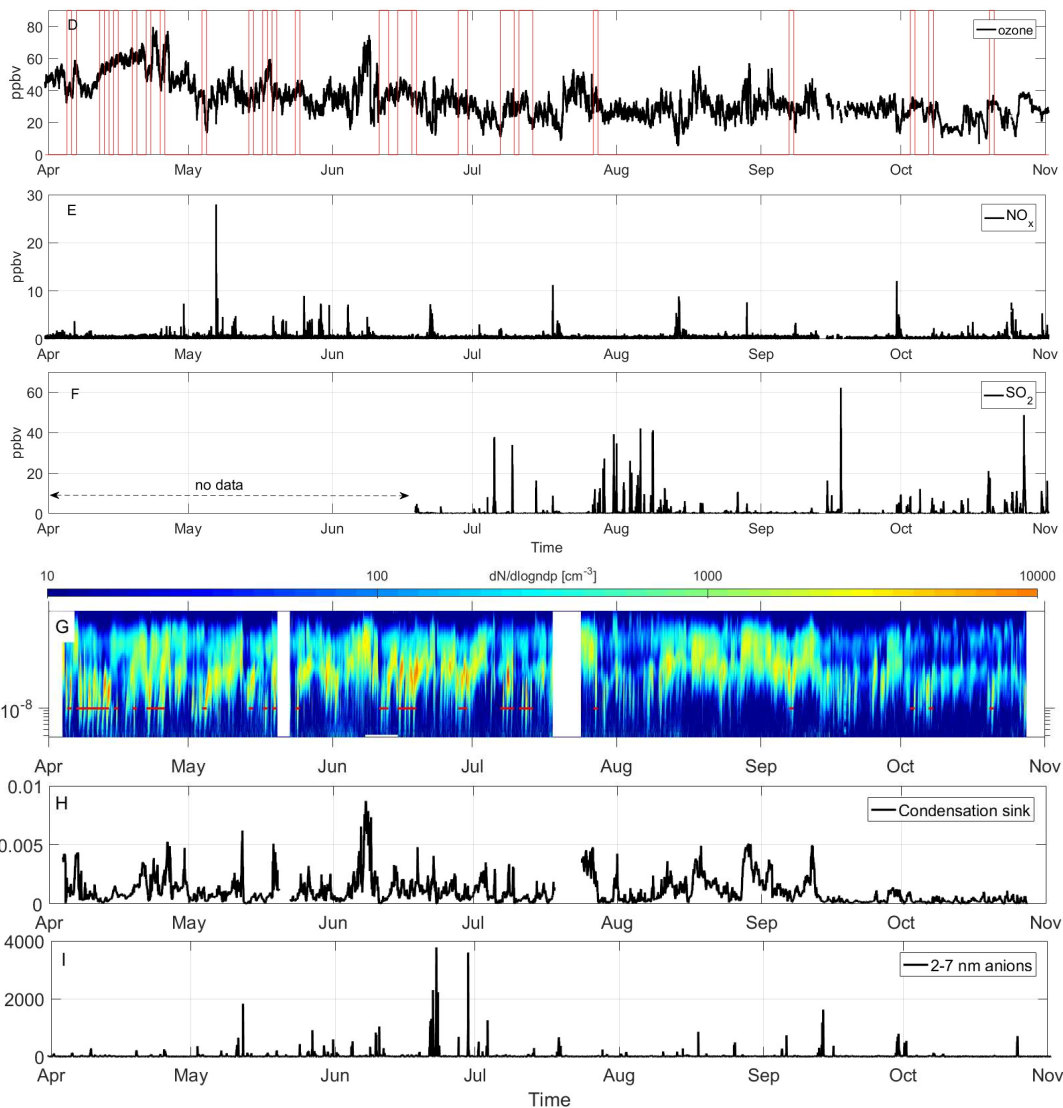 D
ozone
80
60
40
20
0
ppbv
Apr May Jun Jul Aug Sep Oct Nov
E
NOx
30
20
10
0
ppbv
Apr May Jun Jul Aug Sep Oct Nov
F
SO2
60
40
20
0
ppbv
no data
Apr May Jun Jul Aug Sep Oct Nov
Time
10 100 dN/dlogndp [cm-3] 1000 10000
G
10-8
Apr May Jun Jul Aug Sep Oct Nov
H
Condensation sink
0.01
0.005
0
Apr May Jun Jul Aug Sep Oct Nov
I
2-7 nm anions
4000
2000
0
Apr May Jun Jul Aug Sep Oct Nov
Time